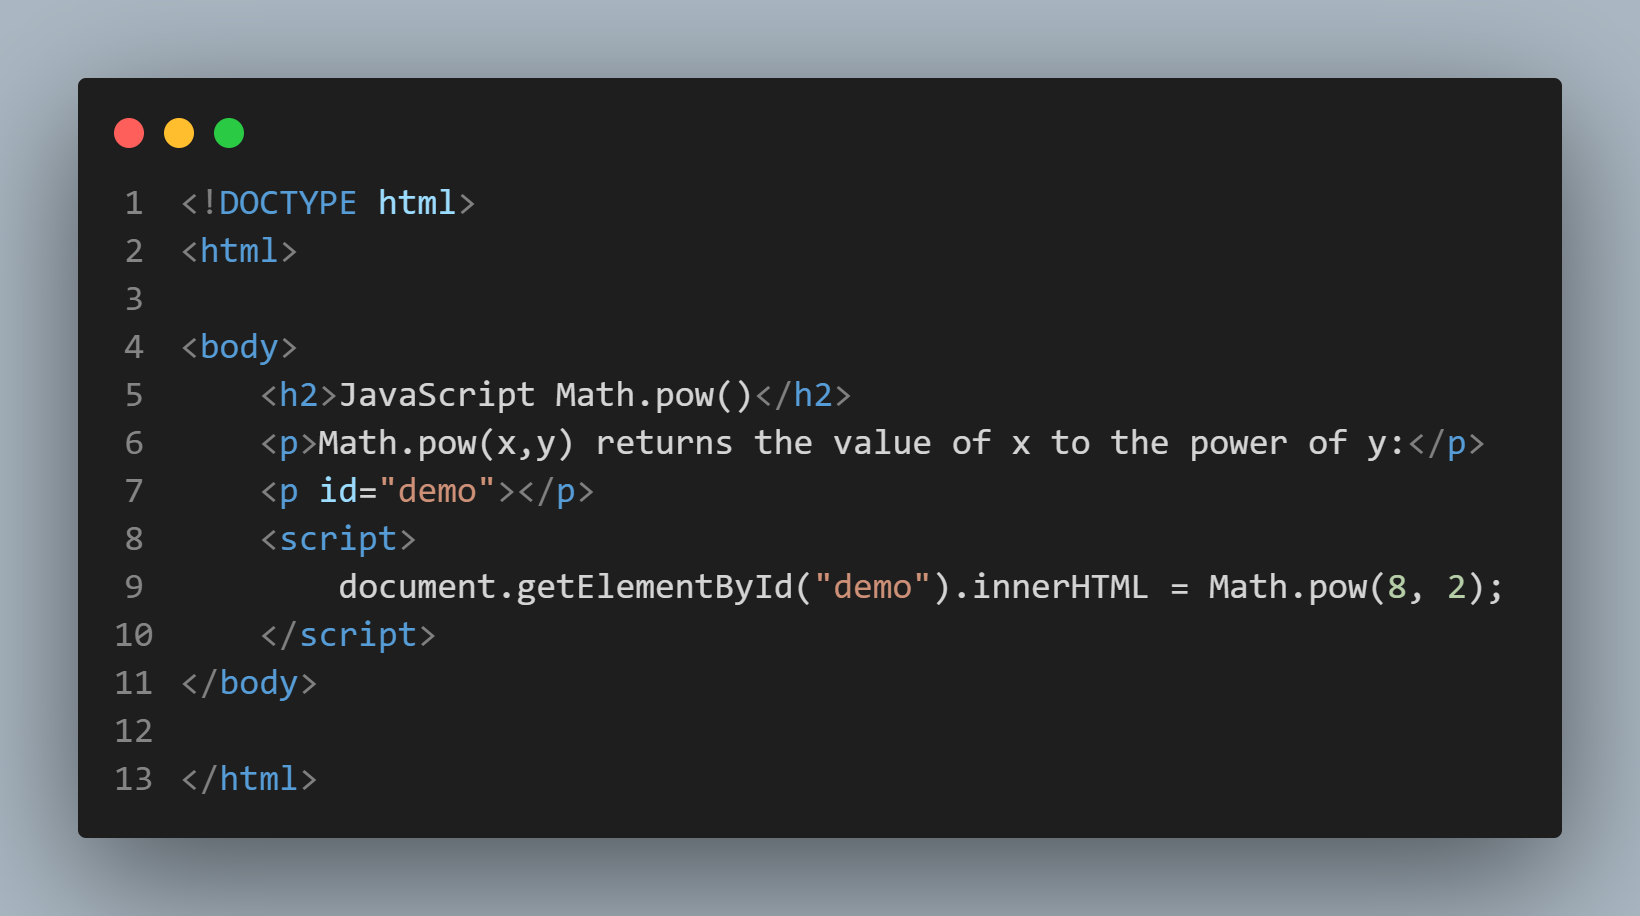 1 <!DOCTYPE html>
2 <html>
3
4 <body>
5     <h2>JavaScript Math.pow()</h2>
6     <p>Math.pow(x,y) returns the value of x to the power of y:</p>
7     <p id="demo"></p>
8     <script>
9         document.getElementById("demo").innerHTML = Math.pow(8, 2);
10     </script>
11 </body>
12
13 </html>